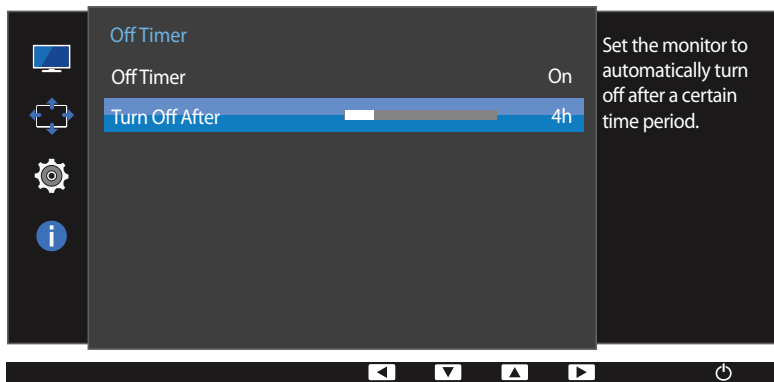 Off Timer
Off Timer On
Turn Off After 4h
Set the monitor to
automatically turn
off after a certain
time period.